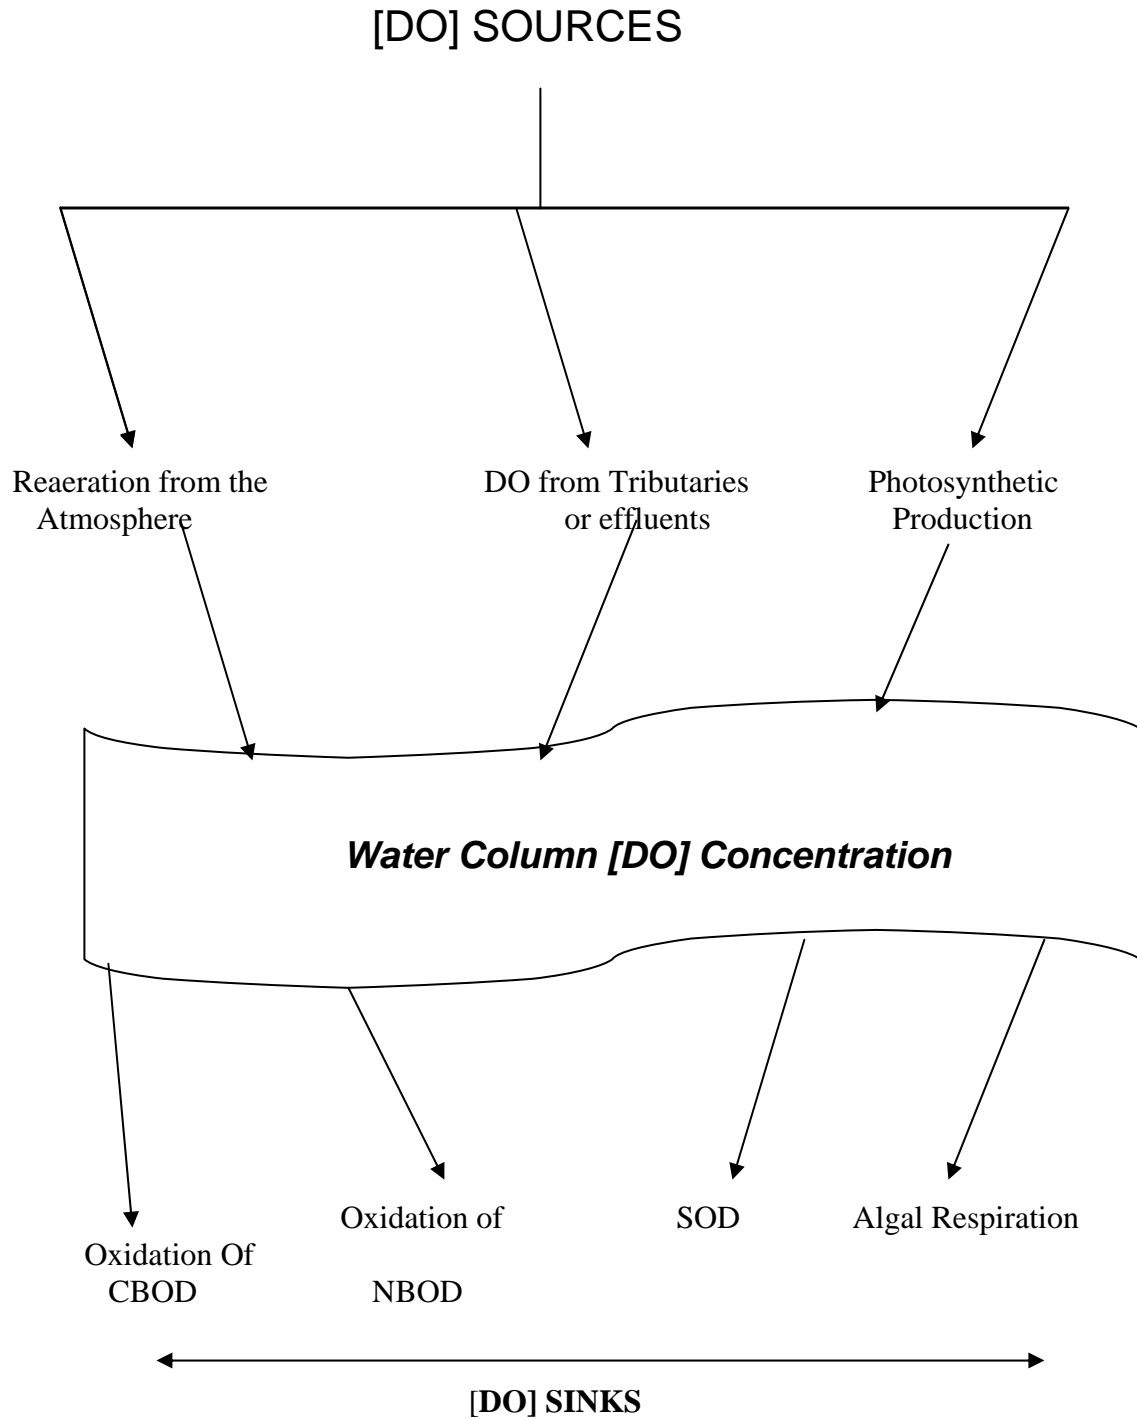 [DO] SOURCES
Reaeration from the
Atmosphere
DO from Tributaries
or effluents
Photosynthetic
Production
Water Column [DO] Concentration
Oxidation Of
CBOD
Oxidation of
NBOD
SOD
Algal Respiration
[DO] SINKS